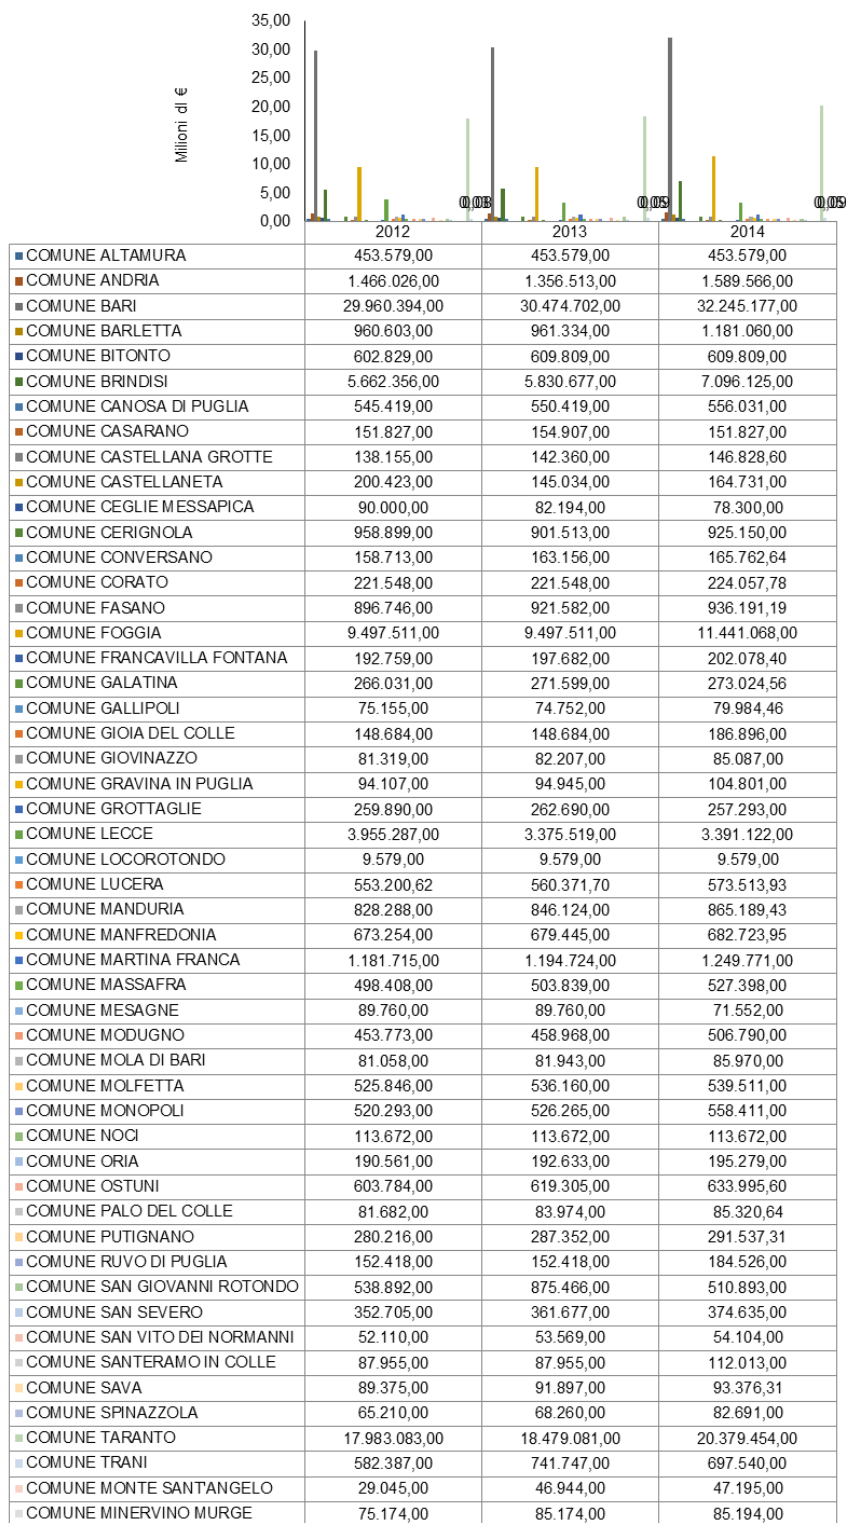 35,00
30,00
25,00
20,00
15,00
10,00
5,00
0,00
Milioni di €
0,09
2012 2013 2014
COMUNE ALTAMURA 453.579,00 453.579,00 453.579,00
COMUNE ANDRIA 1.466.026,00 1.356.513,00 1.589.566,00
COMUNE BARI 29.960.394,00 30.474.702,00 32.245.177,00
COMUNE BARLETTA 960.603,00 961.334,00 1.181.060,00
COMUNE BITONTO 602.829,00 609.809,00 609.809,00
COMUNE BRINDISI 5.662.356,00 5.830.677,00 7.096.125,00
COMUNE CANOSA DI PUGLIA 545.419,00 550.419,00 556.031,00
COMUNE CASARANO 151.827,00 154.907,00 151.827,00
COMUNE CASTELLANA GROTTE 138.155,00 142.360,00 146.828,60
COMUNE CASTELLANETA 200.423,00 145.034,00 164.731,00
COMUNE CEGLIE MESSAPICA 90.000,00 82.194,00 78.300,00
COMUNE CERIGNOLA 958.899,00 901.513,00 925.150,00
COMUNE CONVERSANO 158.713,00 163.156,00 165.762,64
COMUNE CORATO 221.548,00 221.548,00 224.057,78
COMUNE FASANO 896.746,00 921.582,00 936.191,19
COMUNE FOGGIA 9.497.511,00 9.497.511,00 11.441.068,00
COMUNE FRANCAVILLA FONTANA 192.759,00 197.682,00 202.078,40
COMUNE GALATINA 266.031,00 271.599,00 273.024,56
COMUNE GALLIPOLI 75.155,00 74.752,00 79.984,46
COMUNE GIOIA DEL COLLE 148.684,00 148.684,00 186.896,00
COMUNE GIOVINAZZO 81.319,00 82.207,00 85.087,00
COMUNE GRAVINA IN PUGLIA 94.107,00 94.945,00 104.801,00
COMUNE GROTTAGLIE 259.890,00 262.690,00 257.293,00
COMUNE LECCE 3.955.287,00 3.375.519,00 3.391.122,00
COMUNE LOCOROTONDO 9.579,00 9.579,00 9.579,00
COMUNE LUCERA 553.200,62 560.371,70 573.513,93
COMUNE MANDURIA 828.288,00 846.124,00 865.189,43
COMUNE MANFREDONIA 673.254,00 679.445,00 682.723,95
COMUNE MARTINA FRANCA 1.181.715,00 1.194.724,00 1.249.771,00
COMUNE MASSAFRA 498.408,00 503.839,00 527.398,00
COMUNE MESAGNE 89.760,00 89.760,00 71.552,00
COMUNE MODUGNO 453.773,00 458.968,00 506.790,00
COMUNE MOLA DI BARI 81.058,00 81.943,00 85.970,00
COMUNE MOLFETTA 525.846,00 536.160,00 539.511,00
COMUNE MONOPOLI 520.293,00 526.265,00 558.411,00
COMUNE NOCI 113.672,00 113.672,00 113.672,00
COMUNE ORIA 190.561,00 192.633,00 195.279,00
COMUNE OSTUNI 603.784,00 619.305,00 633.995,60
COMUNE PALO DEL COLLE 81.682,00 83.974,00 85.320,64
COMUNE PUTIGNANO 280.216,00 287.352,00 291.537,31
COMUNE RUVO DI PUGLIA 152.418,00 152.418,00 184.526,00
COMUNE SAN GIOVANNI ROTONDO 538.892,00 875.466,00 510.893,00
COMUNE SAN SEVERO 352.705,00 361.677,00 374.635,00
COMUNE SAN VITO DEI NORMANNI 52.110,00 53.569,00 54.104,00
COMUNE SANTERAMO IN COLLE 87.955,00 87.955,00 112.013,00
COMUNE SAVA 89.375,00 91.897,00 93.376,31
COMUNE SPINAZZOLA 65.210,00 68.260,00 82.691,00
COMUNE TARANTO 17.983.083,00 18.479.081,00 20.379.454,00
COMUNE TRANI 582.387,00 741.747,00 697.540,00
COMUNE MONTE SANT'ANGELO 29.045,00 46.944,00 47.195,00
COMUNE MINERVINO MURGE 75.174,00 85.174,00 85.194,00